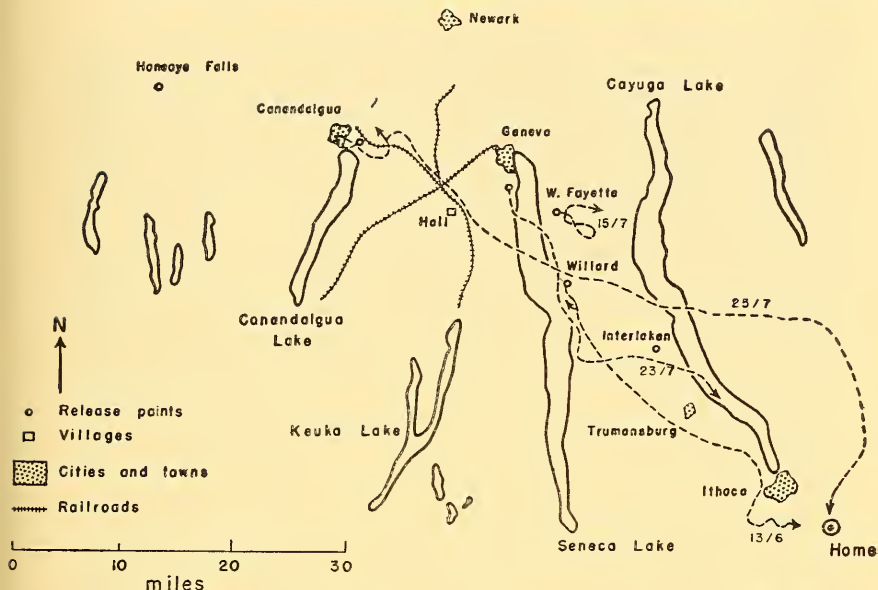 Newark
Honeoye Falls
Canandaigua
Cayuga Lake
Geneva
W. Fayette
15/7
Hall
Willard
25/7
Canandaigua
Lake
N
Interlaken
23/7
Release points
Villages
Keuka Lake
Trumansburg
Cities and towns
Ithaca
Railroads
13/6
Home
Seneca Lake
0 10 20 30
miles